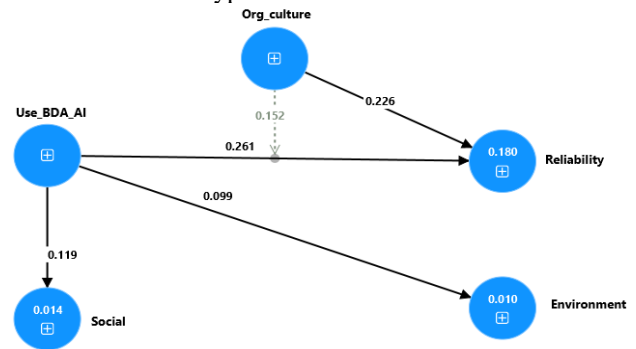 Org_culture
0.152
0.226
Use_BDA_AI
0.261
0.180
Reliability
0.099
0.119
0.014
Social
0.010
Environment